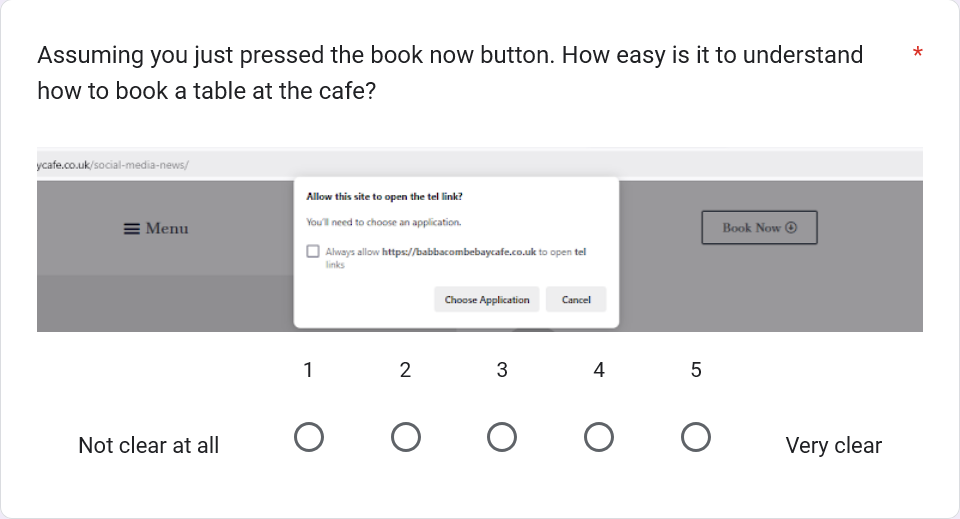 Assuming you just pressed the book now button. How easy is it to understand *
how to book a table at the cafe?
ycafe.co.uk/social-media-news/
Allow this site to open the tel link?
You'll need to choose an application.
Menu
Book Now
Always allow https://babbacombebaycafe.co.uk to open tel
links
Choose Application Cancel
1 2 3 4 5
Not clear at all Very clear